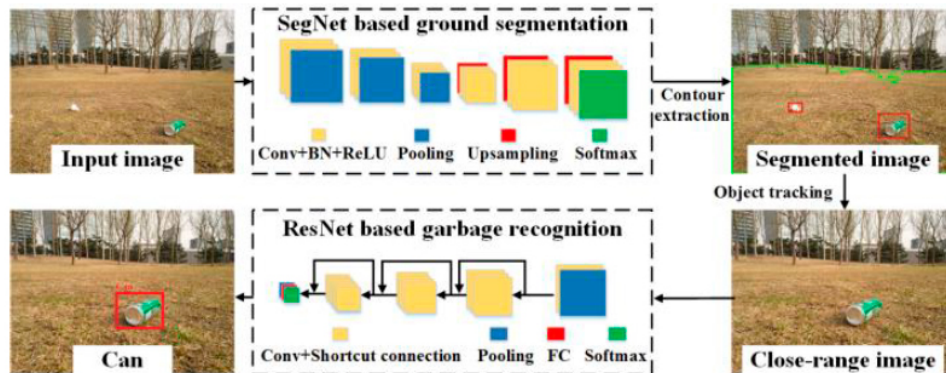 SegNet based ground segmentation
Conv+BN+ReLU Pooling Upsampling Softmax
Input image
Contour
extraction
Segmented image
Object tracking
ResNet based garbage recognition
Conv+Shortcut connection Pooling FC Softmax
Can
Close-range image